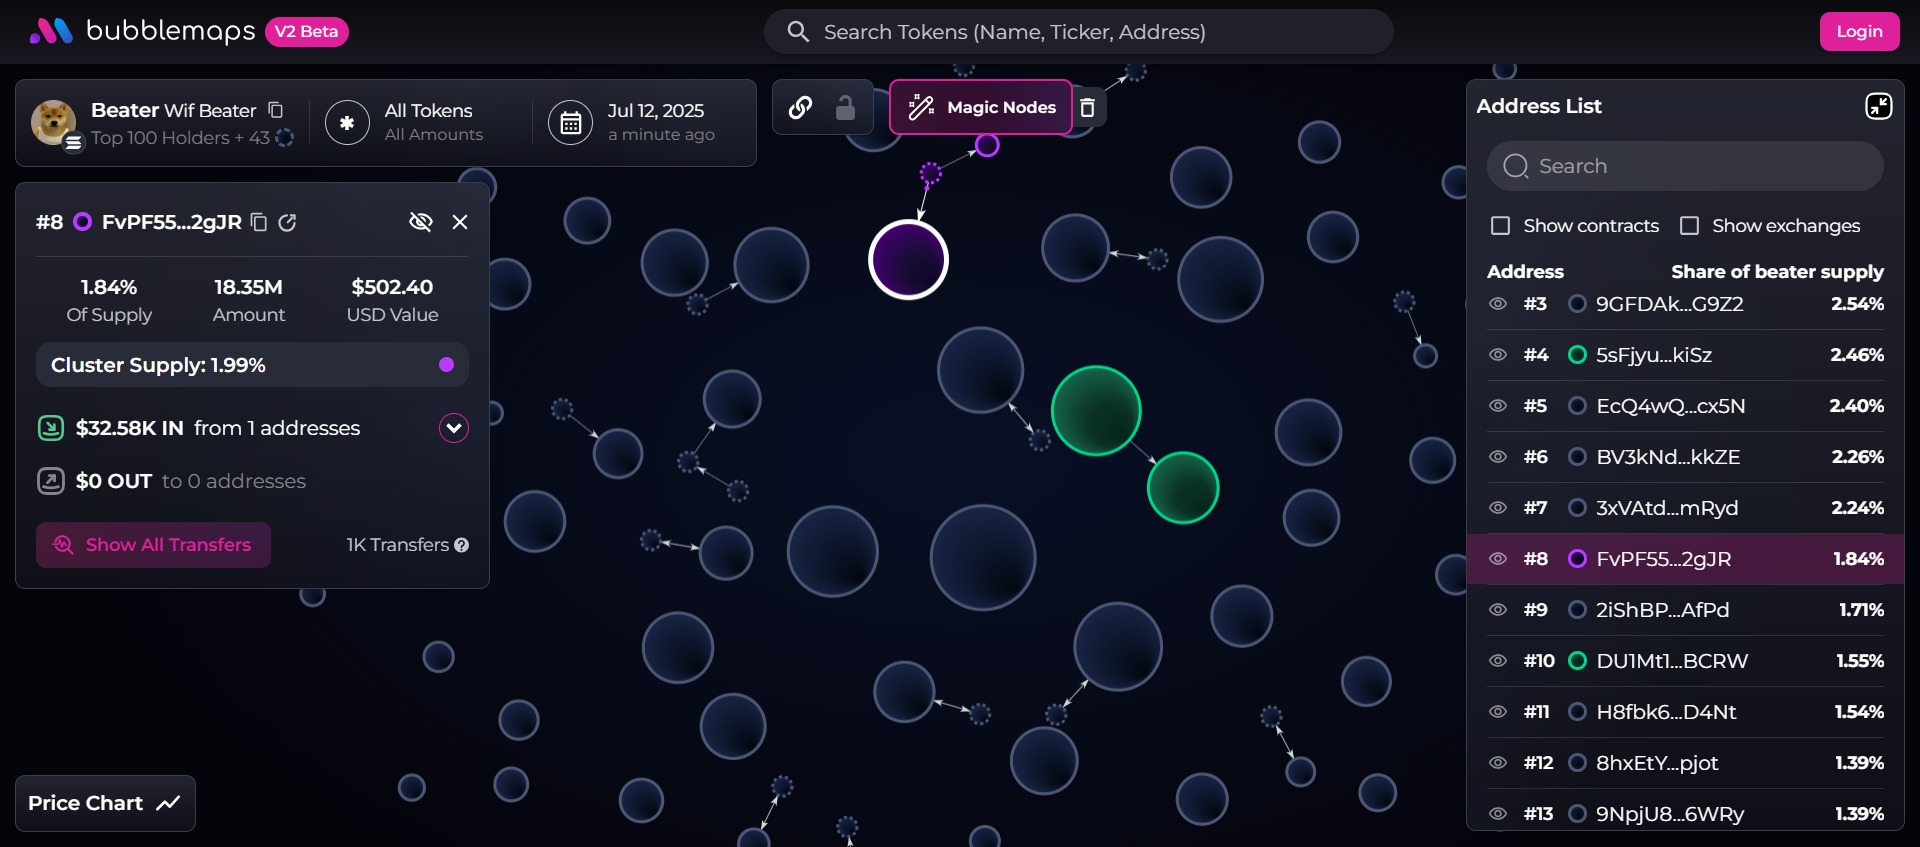 bubblemaps V2 Beta
Search Tokens (Name, Ticker, Address)
Login
Beater Wif Beater
Top 100 Holders + 43
All Tokens
All Amounts
Jul 12, 2025
a minute ago
Magic Nodes
#8 FvPF55...2gJR
1.84% 18.35M $502.40
Of Supply Amount USD Value
Cluster Supply: 1.99%
$32.58K IN from 1 addresses
$0 OUT to 0 addresses
Show All Transfers 1K Transfers ?
Price Chart
Address List
Search
Show contracts Show exchanges
Address Share of beater supply
#3 9GFDAk...G9Z2 2.54%
#4 5sFjyu...kiSz 2.46%
#5 EcQ4wQ...cx5N 2.40%
#6 BV3kNd...kkZE 2.26%
#7 3xVAtd...mRyd 2.24%
#8 FvPF55...2gJR 1.84%
#9 2iShBP...AfPd 1.71%
#10 DU1Mt1...BCRW 1.55%
#11 H8fbk6...D4Nt 1.54%
#12 8hxEtY...pjot 1.39%
#13 9NpjU8...6WRy 1.39%